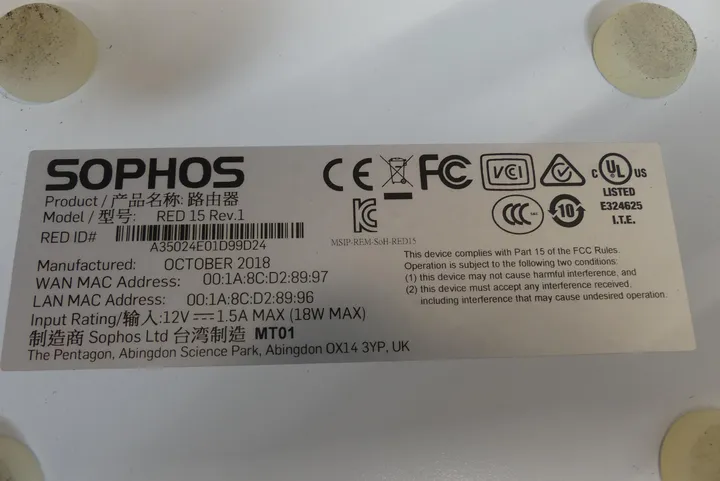 SOPHOS
Product / 产品名称: 路由器
Model / 型号: RED 15 Rev.1
RED ID#
A35024E01D99D24
Manufactured: OCTOBER 2018
WAN MAC Address: 00:1A:8C:D2:89:97
LAN MAC Address: 00:1A:8C:D2:89:96
Input Rating/输入:12V⎓1.5A MAX (18W MAX)
制造商 Sophos Ltd 台湾制造 MT01
The Pentagon, Abingdon Science Park, Abingdon OX14 3YP, UK
CE
FC
VCI
C UL US
LISTED
E324625
I.T.E.
KC
MSIP-REM-SoH-RED15
CCC
10
This device complies with Part 15 of the FCC Rules.
Operation is subject to the following two conditions:
(1) this device may not cause harmful interference, and
(2) this device must accept any interference received,
including interference that may cause undesired operation.